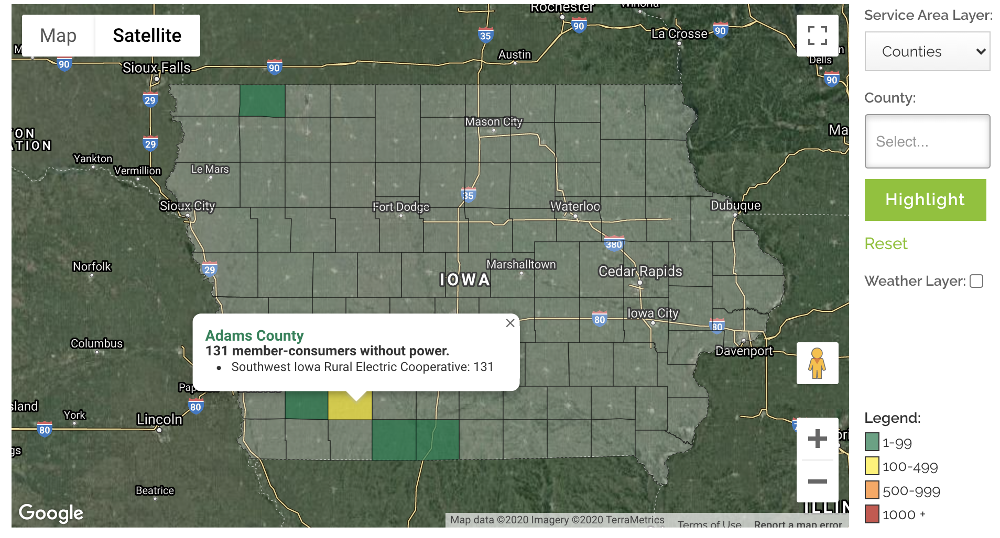 Map
Satellite
Rochester
Winona
35
90
La Crosse
90
Service Area Layer:
Counties
90
Sioux Falls
90
Austin
Dells
90
29
County:
Select...
Mason City
29
Yankton
Vermillion
Le Mars
35
Highlight
Sioux City
Fort Dodge
Waterloo
Dubuque
Reset
380
Norfolk
29
Marshalltown
Cedar Rapids
IOWA
Weather Layer:
80
Iowa City
80
Adams County
131 member-consumers without power.
• Southwest Iowa Rural Electric Cooperative: 131
Columbus
Davenport
80
York
Lincoln
80
Legend:
1-99
100-499
500-999
1000 +
Beatrice
Google
Map data ©2020 Imagery ©2020 TerraMetrics
Terms of Use
Report a map error